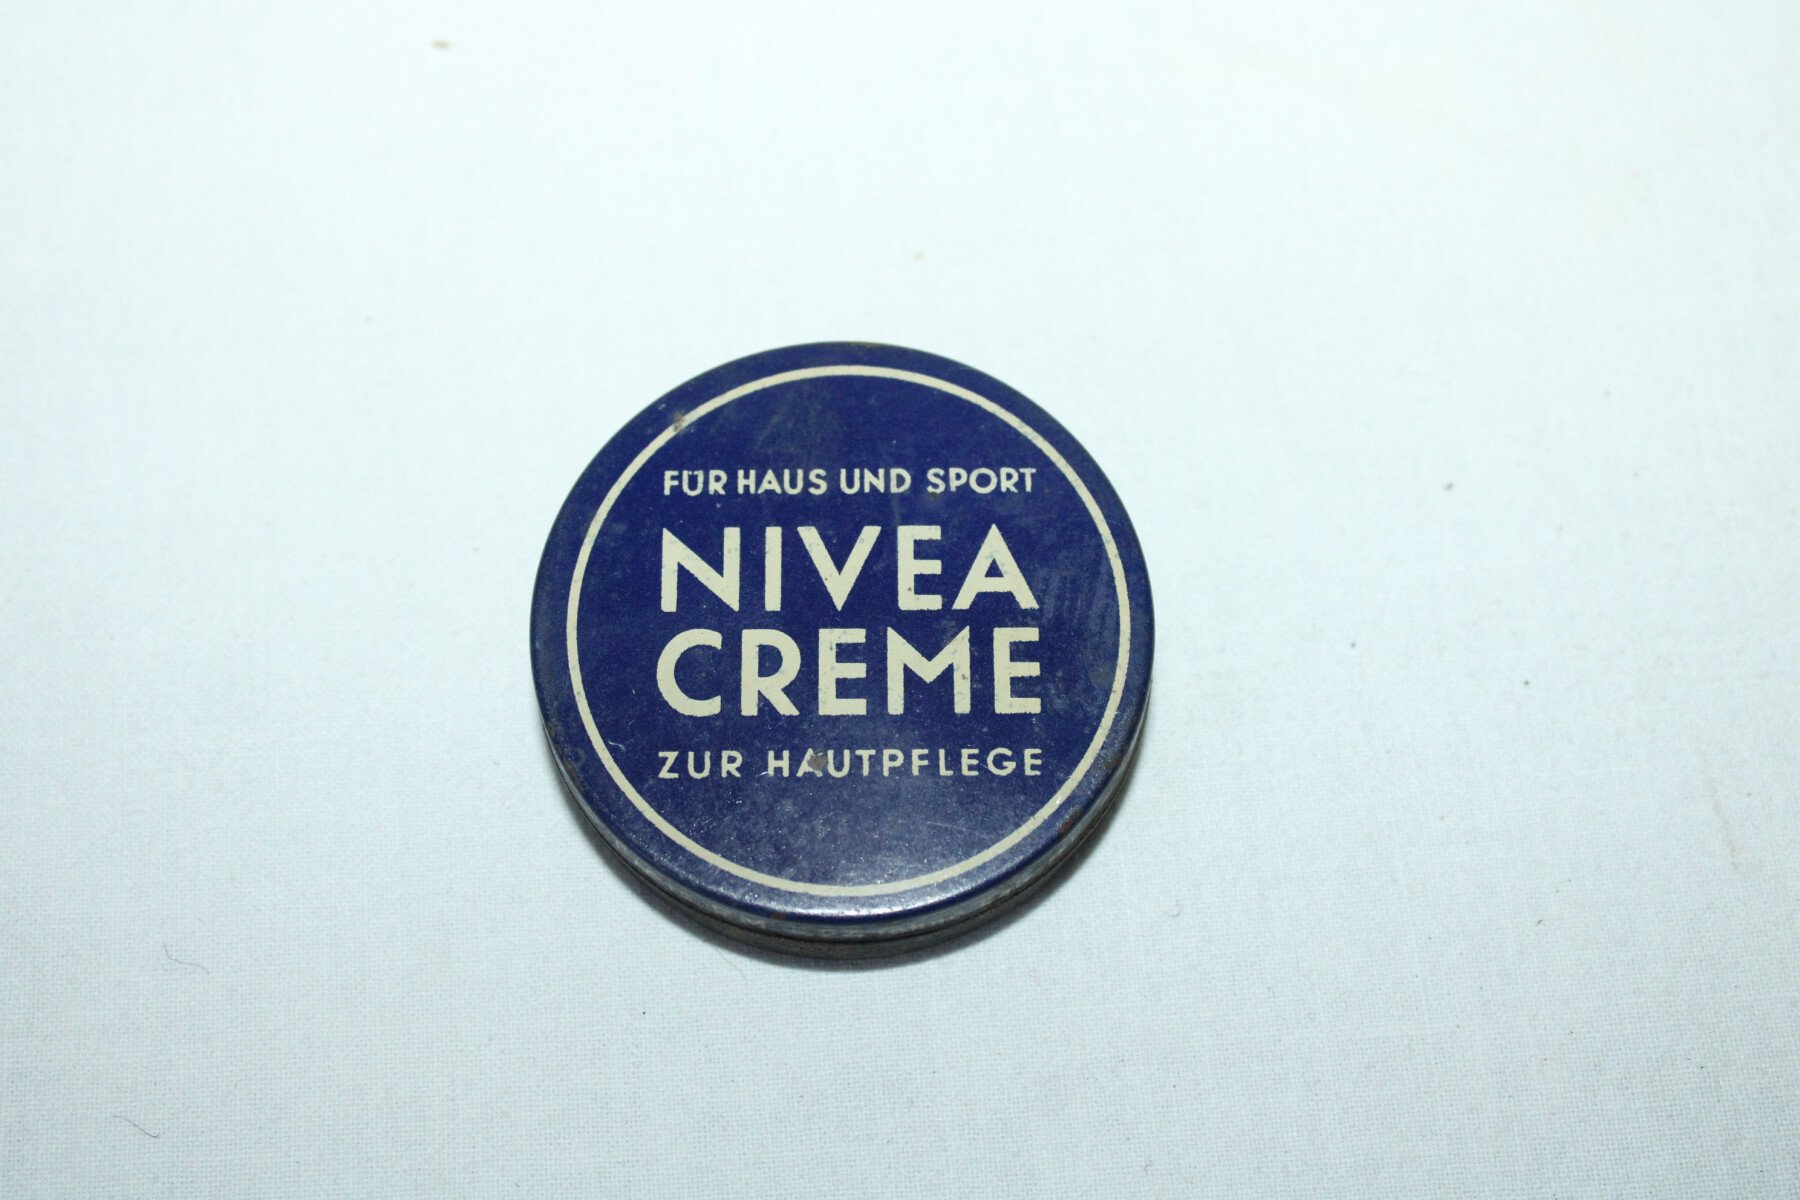 FÜR HAUS UND SPORT
NIVEA
CREME
ZUR HAUTPFLEGE